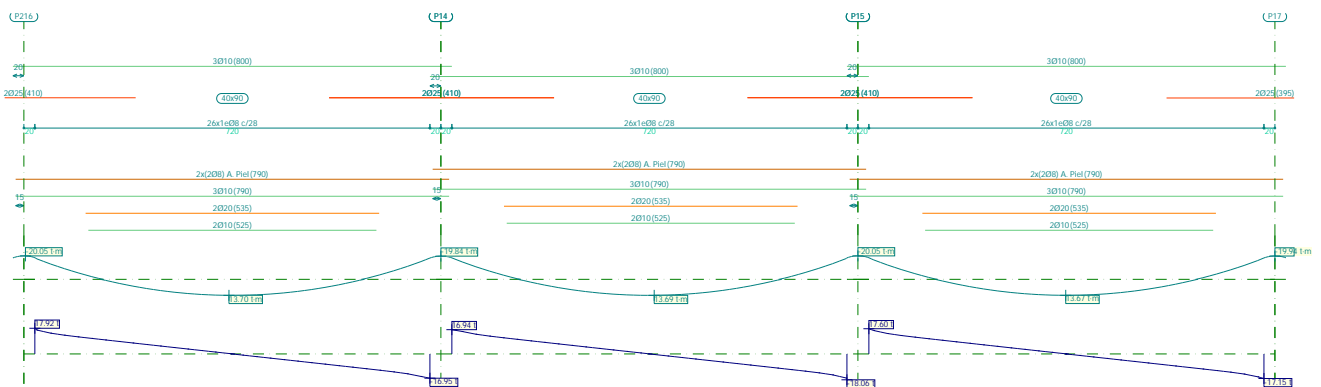 P216 P14 P15 P17
3Ø10(800) 3Ø10(800)
20 3Ø10(800) 20
20
2Ø25(410) 40x90 2Ø25(410) 40x90 2Ø25(410) 40x90 2Ø25(395)
26x1eØ8 c/28 26x1eØ8 c/28 26x1eØ8 c/28
20 720 20 20 720 20 20 720 20
2x(2Ø8) A. Piel(790)
2x(2Ø8) A. Piel(790) 2x(2Ø8) A. Piel(790)
3Ø10(790)
3Ø10(790) 3Ø10(790)
15 15 15
2Ø20(535)
2Ø20(535) 2Ø20(535)
2Ø10(525)
2Ø10(525) 2Ø10(525)
-20.05 t·m -19.84 t·m -20.05 t·m -19.94 t·m
13.70 t·m 13.69 t·m 13.67 t·m
17.92 t 16.94 t 17.60 t
-16.95 t -18.06 t -17.15 t